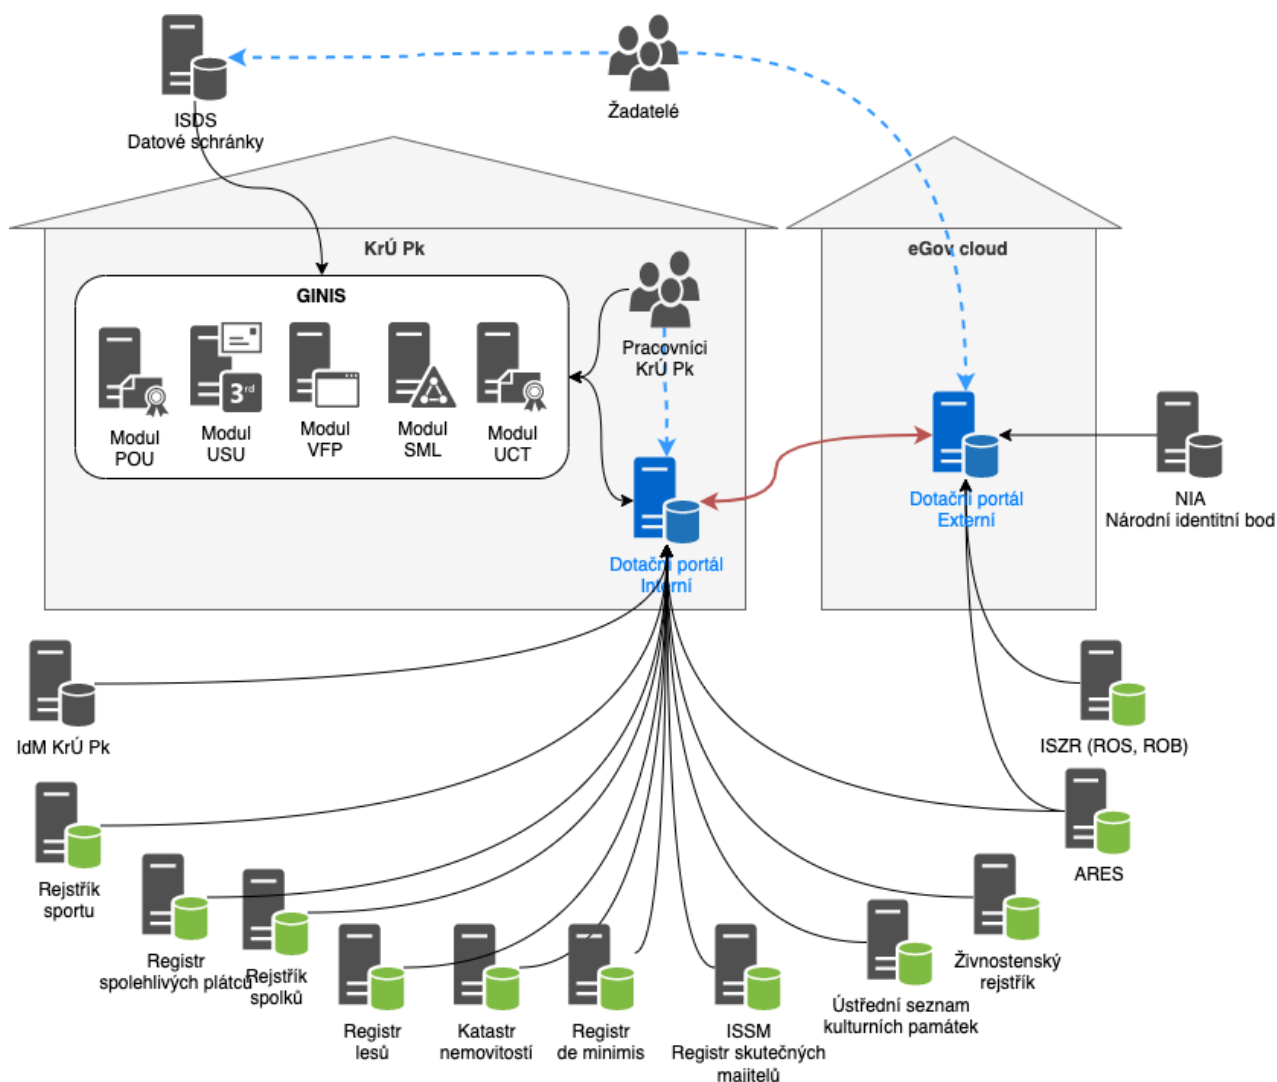 ISDS
Datové schránky
Žadatelé
KrÚ Pk
eGov cloud
GINIS
3rd
Modul
POU
Modul
USU
Modul
VFP
Modul
SML
Modul
UCT
Pracovníci
KrÚ Pk
Dotační portál
Interní
Dotační portál
Externí
NIA
Národní identitní bod
IdM KrÚ Pk
ISZR (ROS, ROB)
Rejstřík
sportu
ARES
Registr
spolehlivých plátců
Rejstřík
spolků
Registr
lesů
Katastr
nemovitostí
Registr
de minimis
ISSM
Registr skutečných
majitelů
Ústřední seznam
kulturních památek
Živnostenský
rejstřík